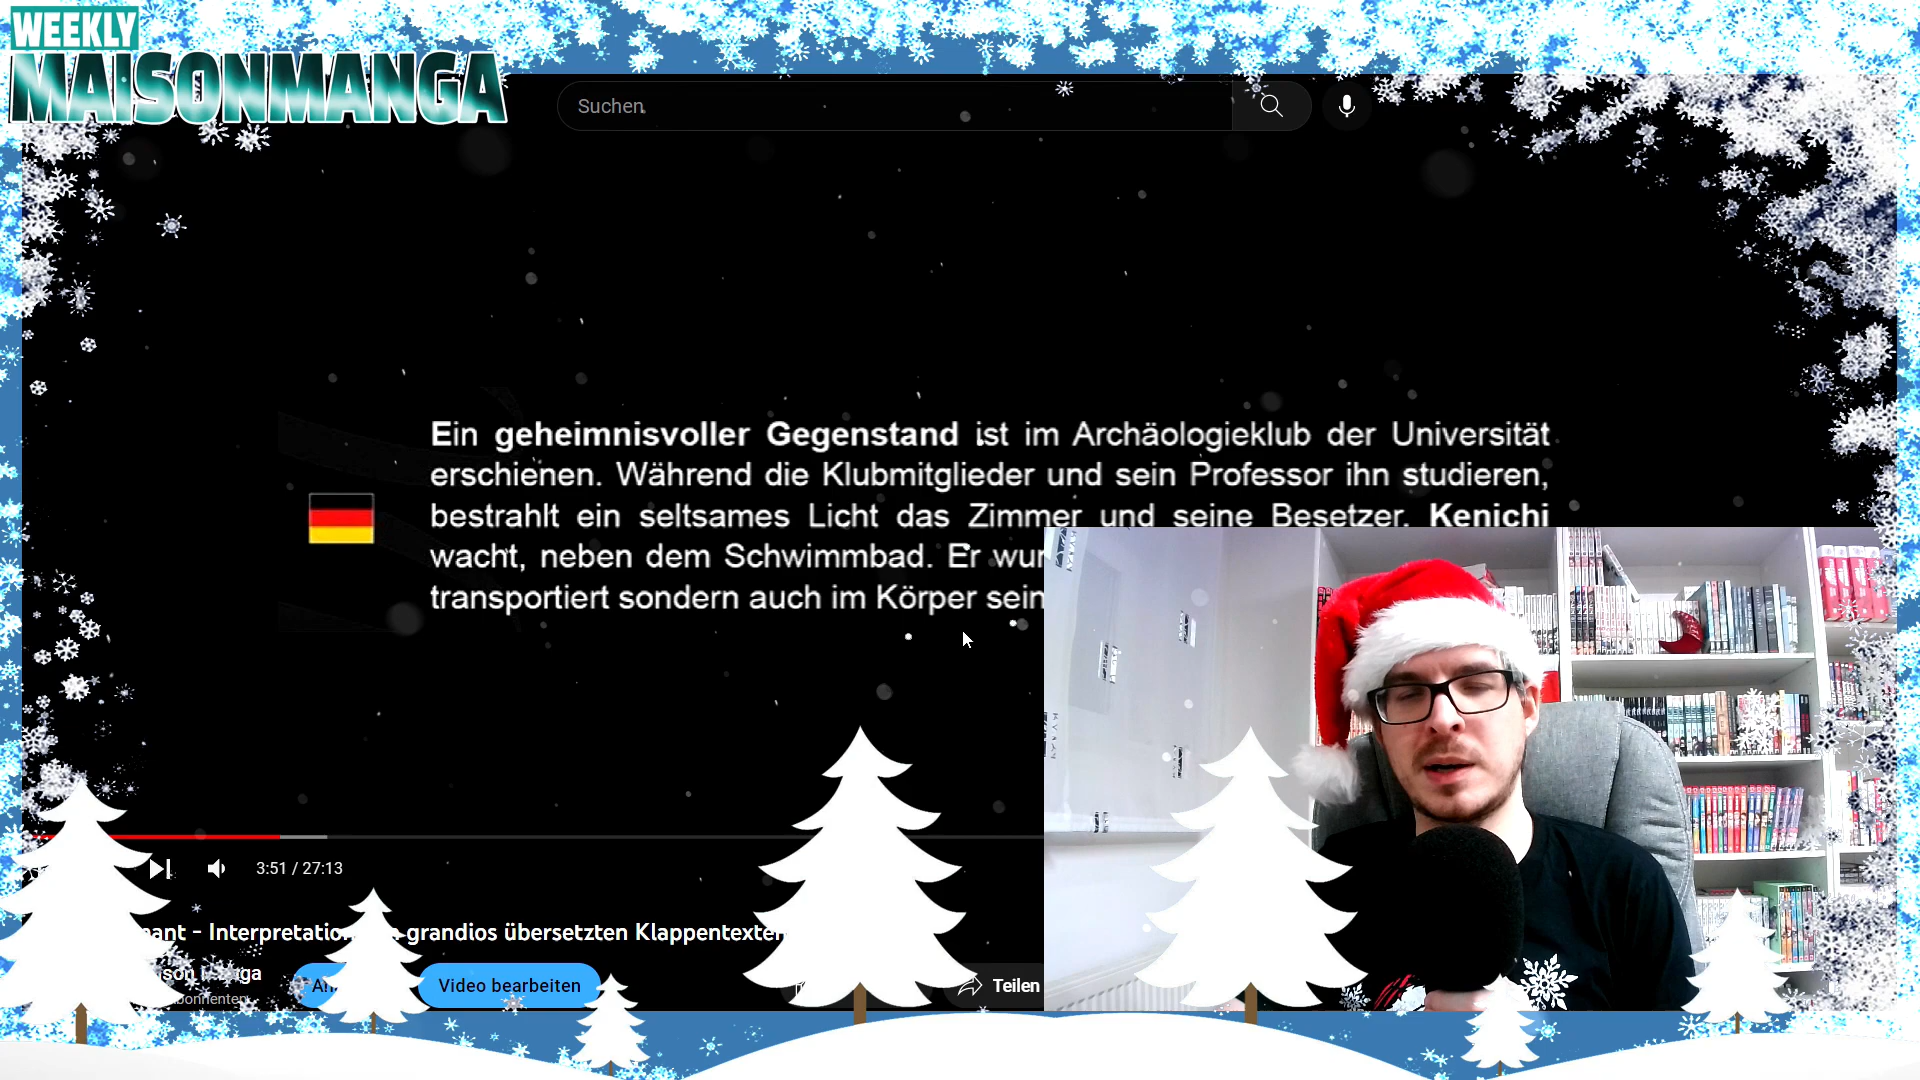 WEEKLY
MAISONMANGA
Suchen
Ein geheimnisvoller Gegenstand ist im Archäologieklub der Universität
erschienen. Während die Klubmitglieder und sein Professor ihn studieren,
bestrahlt ein seltsames Licht das Zimmer und seine Besetzer. Kenichi
wacht, neben dem Schwimmbad. Er wur
transportiert sondern auch im Körper sein
3:51 / 27:13
nant - Interpretation grandios übersetzten Klappentexten
Video bearbeiten
Teilen